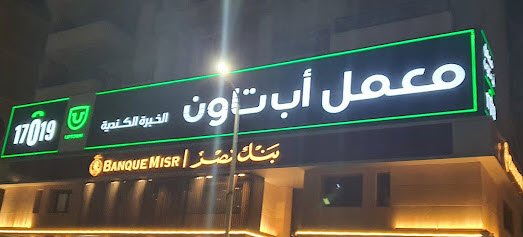 معمل أب تاون الخبرة الكندية
17019
بنك مصر | BANQUE MISR